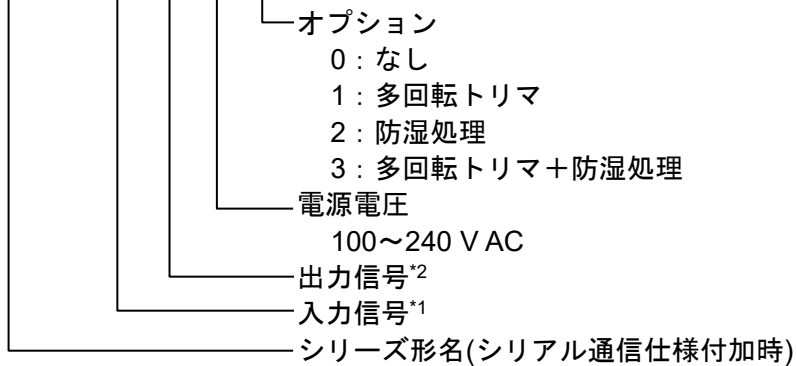 オプション
0：なし
1：多回転トリマ
2：防湿処理
3：多回転トリマ＋防湿処理
電源電圧
100～240 V AC
出力信号*2
入力信号*1
シリーズ形名(シリアル通信仕様付加時)